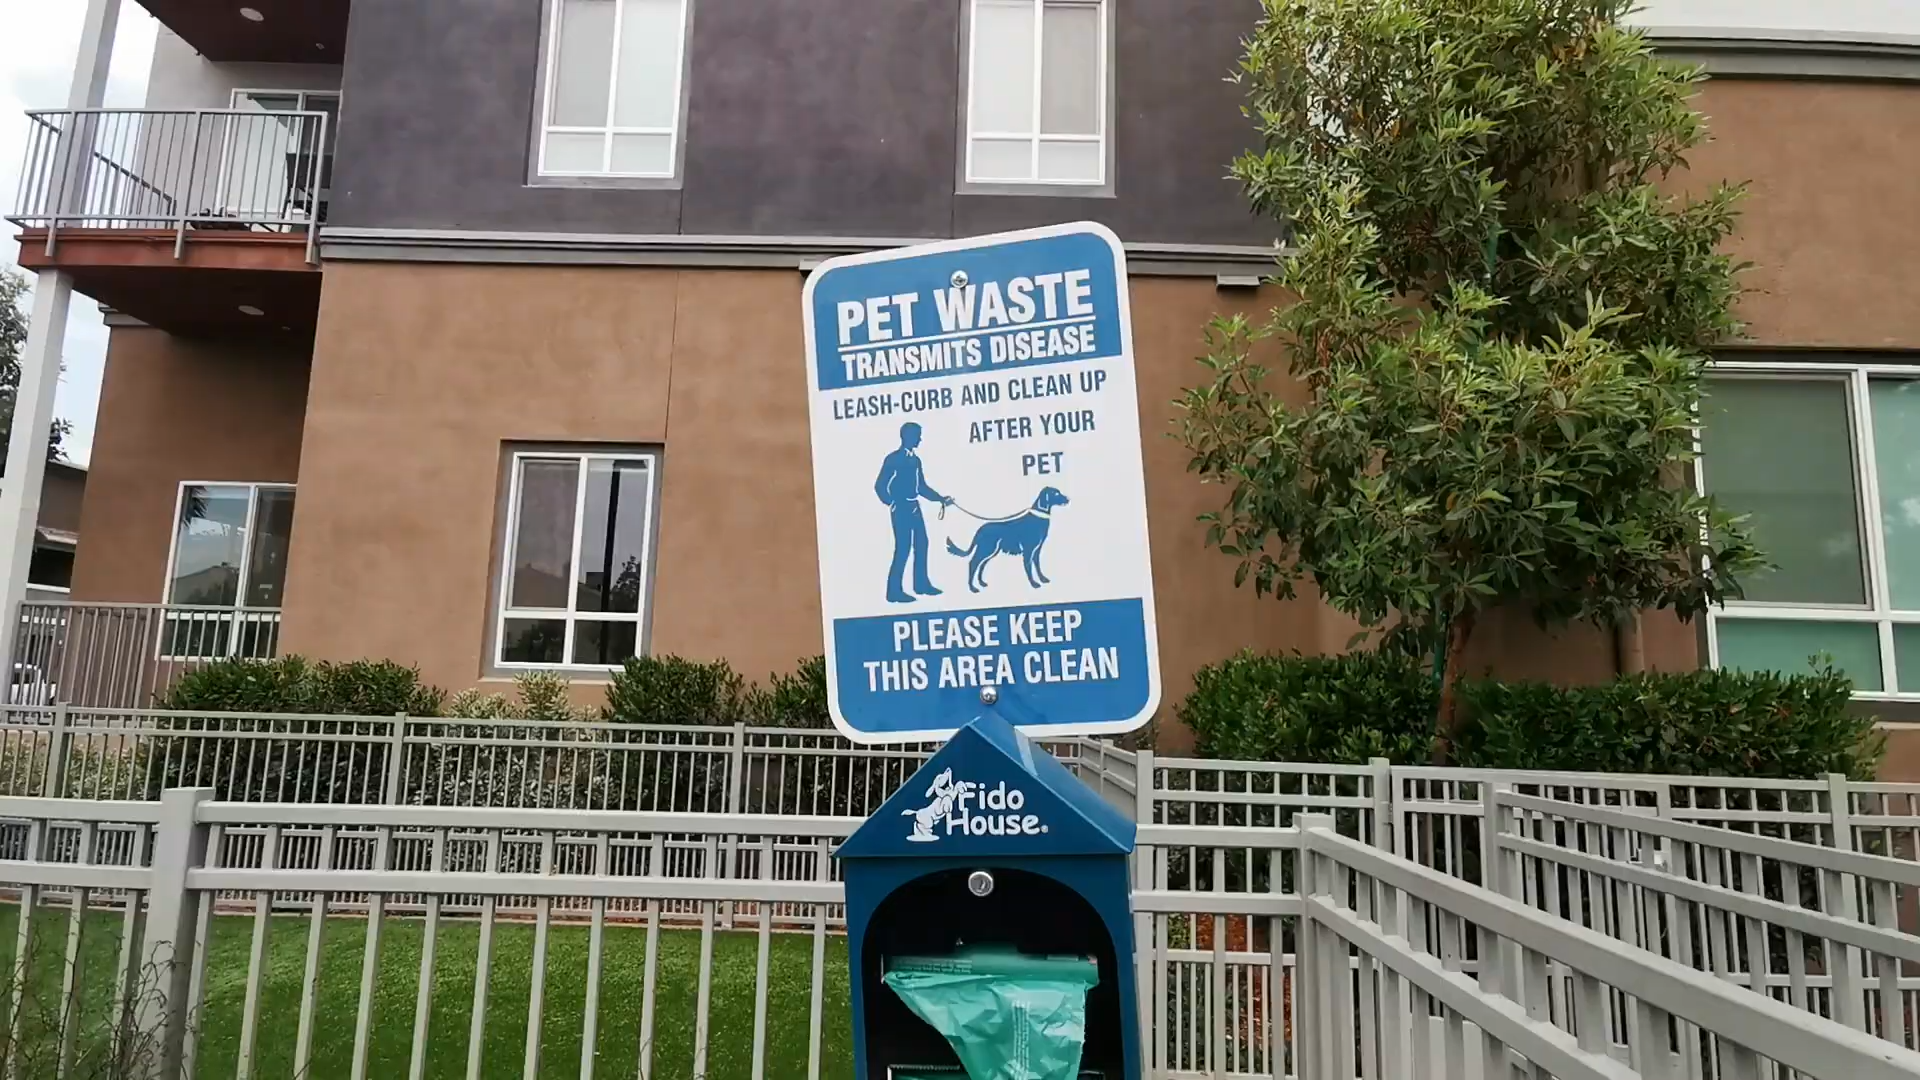 PET WASTE
TRANSMITS DISEASE
LEASH-CURB AND CLEAN UP
AFTER YOUR
PET
PLEASE KEEP
THIS AREA CLEAN
Fido
House®